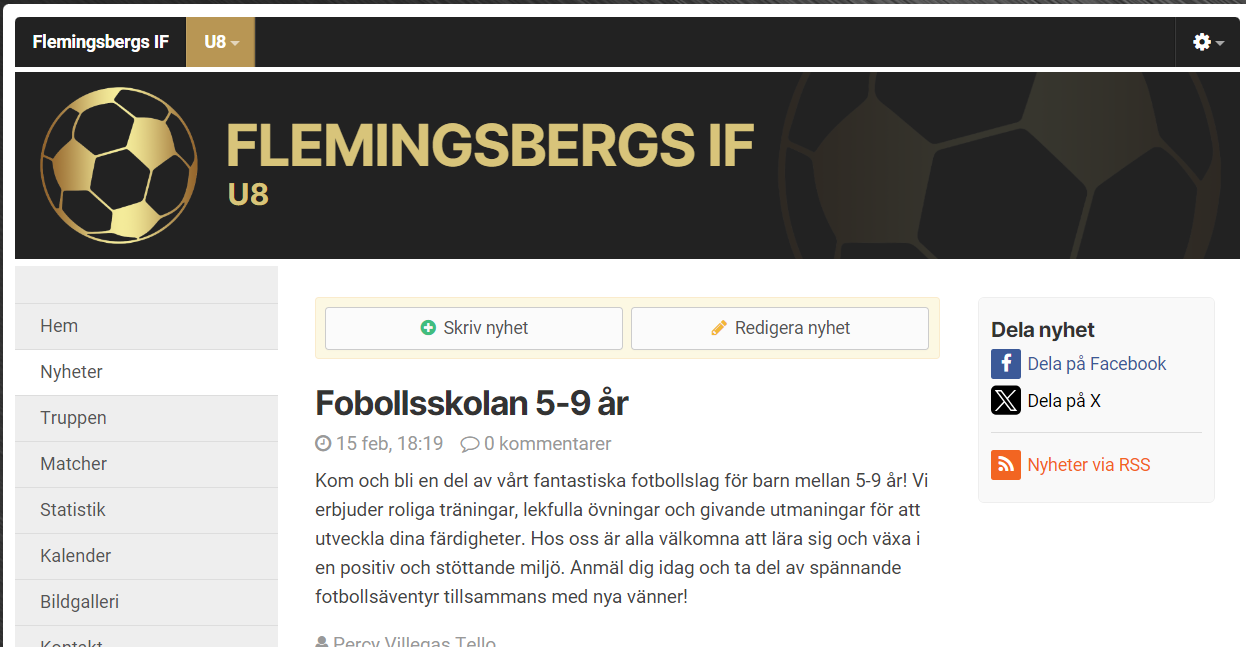 Flemingsbergs IF
U8
FLEMINGSBERGS IF
U8
Hem
Nyheter
Truppen
Matcher
Statistik
Kalender
Bildgalleri
Kontakt
Skriv nyhet
Redigera nyhet
Fobollsskolan 5-9 år
15 feb, 18:19
0 kommentarer
Kom och bli en del av vårt fantastiska fotbollslag för barn mellan 5-9 år! Vi
erbjuder roliga träningar, lekfulla övningar och givande utmaningar för att
utveckla dina färdigheter. Hos oss är alla välkomna att lära sig och växa i
en positiv och stöttande miljö. Anmäl dig idag och ta del av spännande
fotbollsäventyr tillsammans med nya vänner!
Percy Villegas Tello
Dela nyhet
Dela på Facebook
Dela på X
Nyheter via RSS